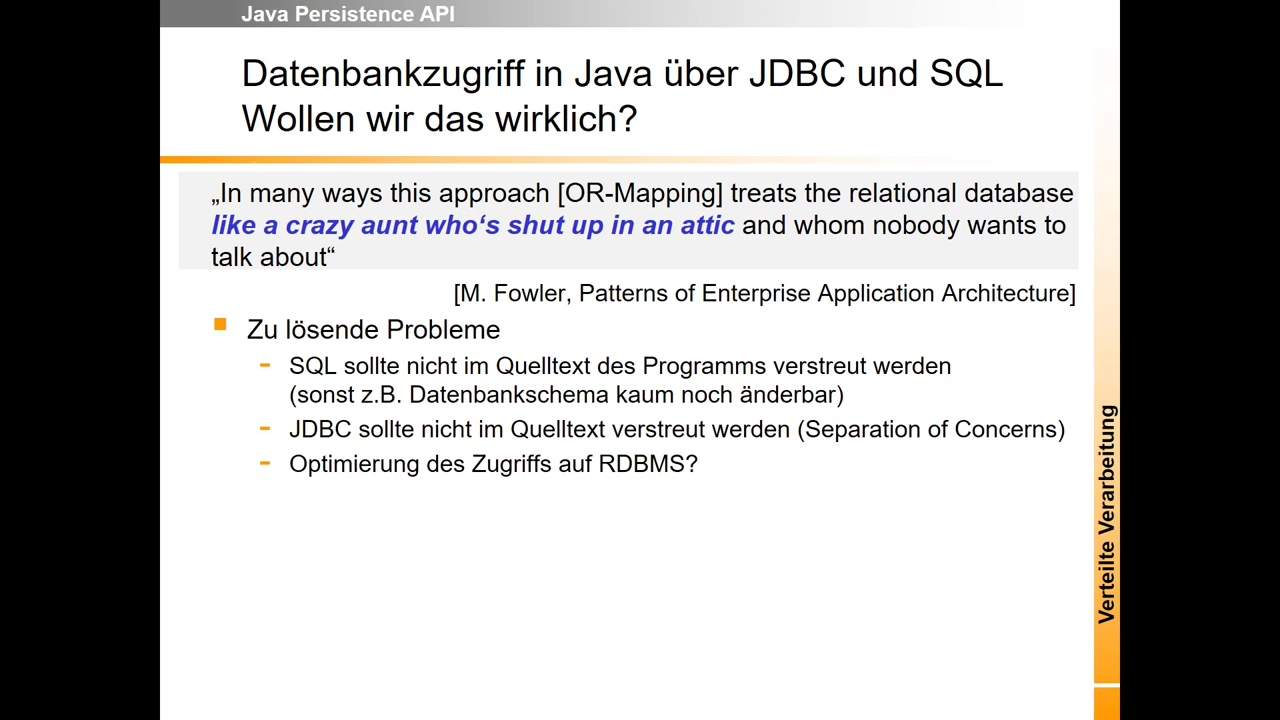 Java Persistence API
Datenbankzugriff in Java über JDBC und SQL
Wollen wir das wirklich?
„In many ways this approach [OR-Mapping] treats the relational database
like a crazy aunt who‘s shut up in an attic and whom nobody wants to
talk about“
[M. Fowler, Patterns of Enterprise Application Architecture]
Zu lösende Probleme
- SQL sollte nicht im Quelltext des Programms verstreut werden
(sonst z.B. Datenbankschema kaum noch änderbar)
- JDBC sollte nicht im Quelltext verstreut werden (Separation of Concerns)
- Optimierung des Zugriffs auf RDBMS?
Verteilte Verarbeitung